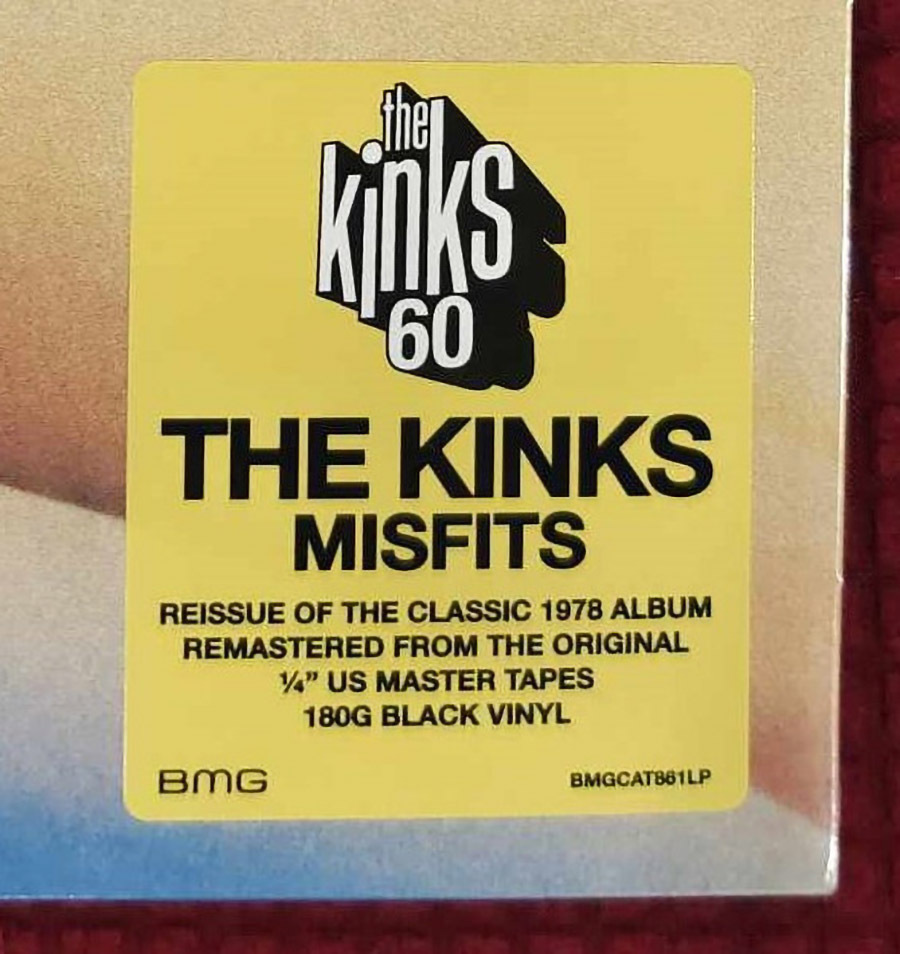 the
kinks
60
THE KINKS
MISFITS
REISSUE OF THE CLASSIC 1978 ALBUM
REMASTERED FROM THE ORIGINAL
¼” US MASTER TAPES
180G BLACK VINYL
BMG
BMGCAT861LP